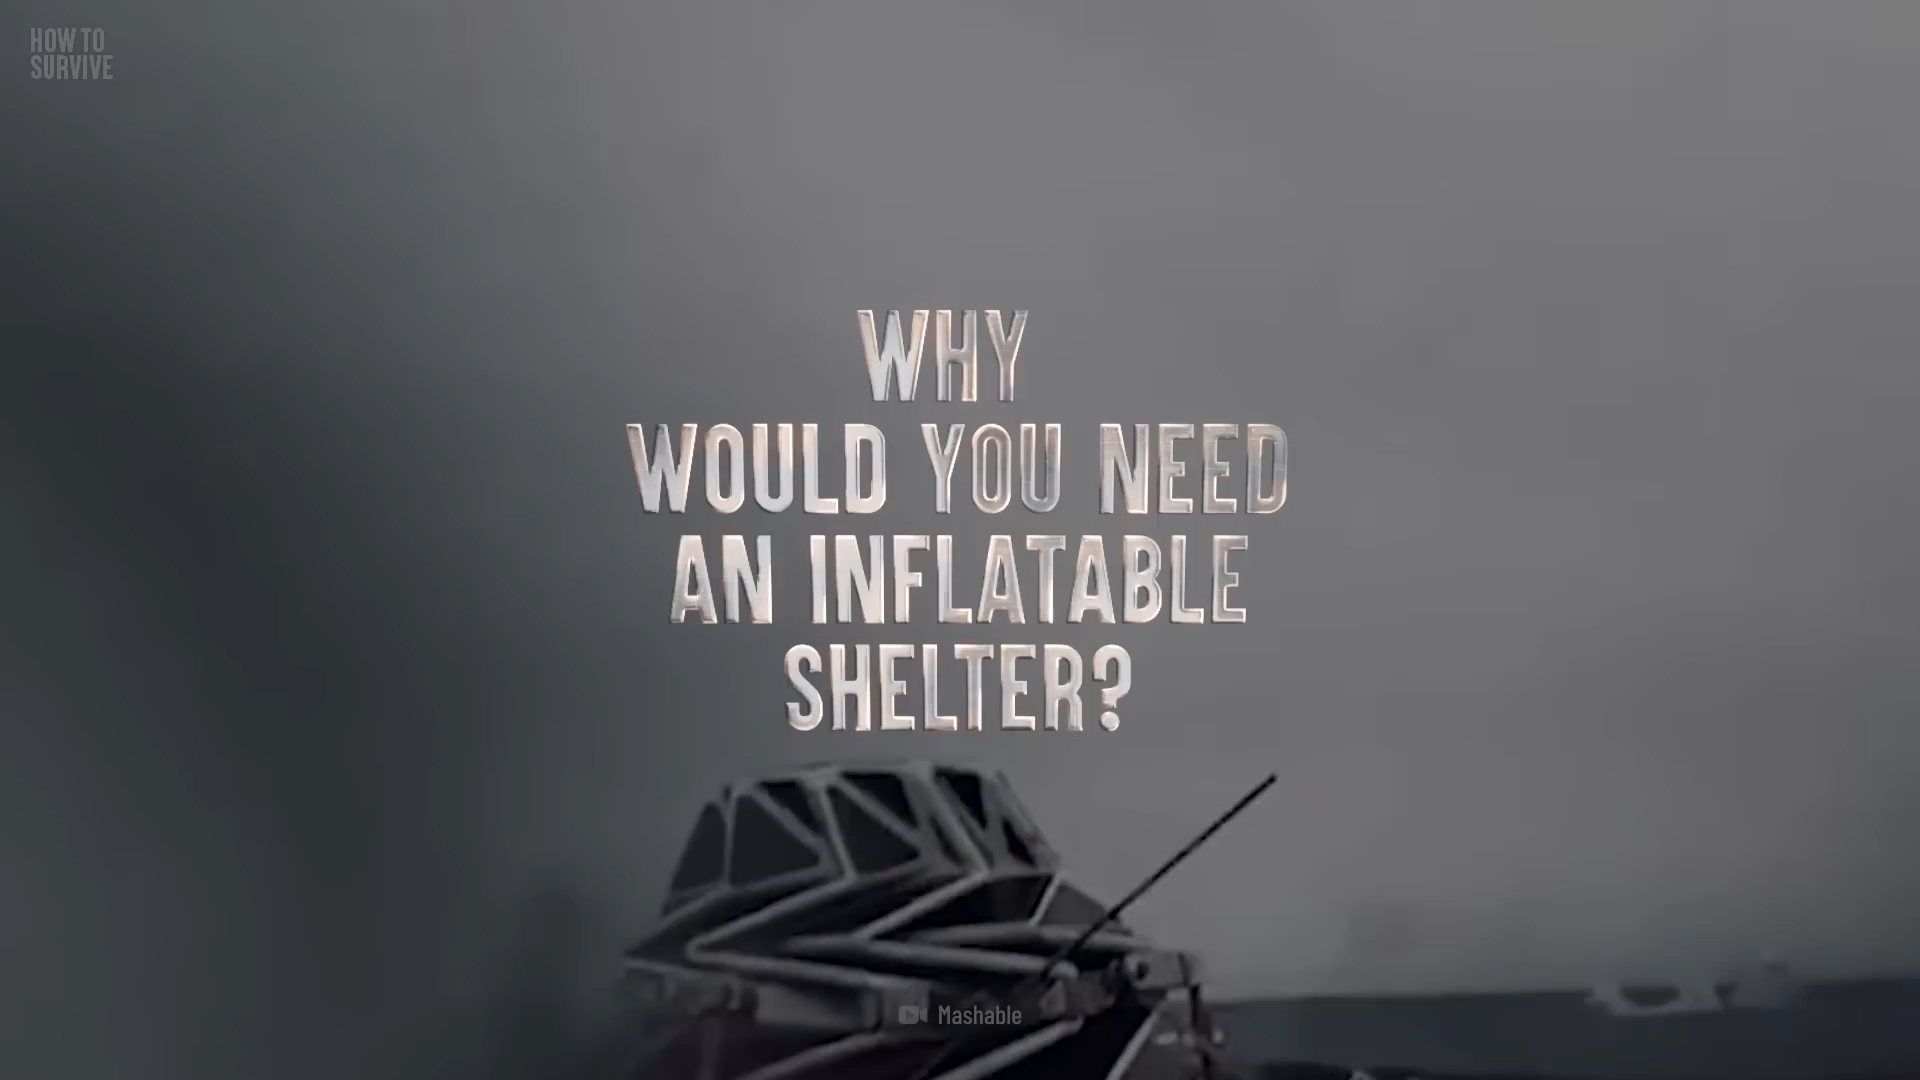 HOW TO
SURVIVE
WHY
WOULD YOU NEED
AN INFLATABLE
SHELTER?
Mashable